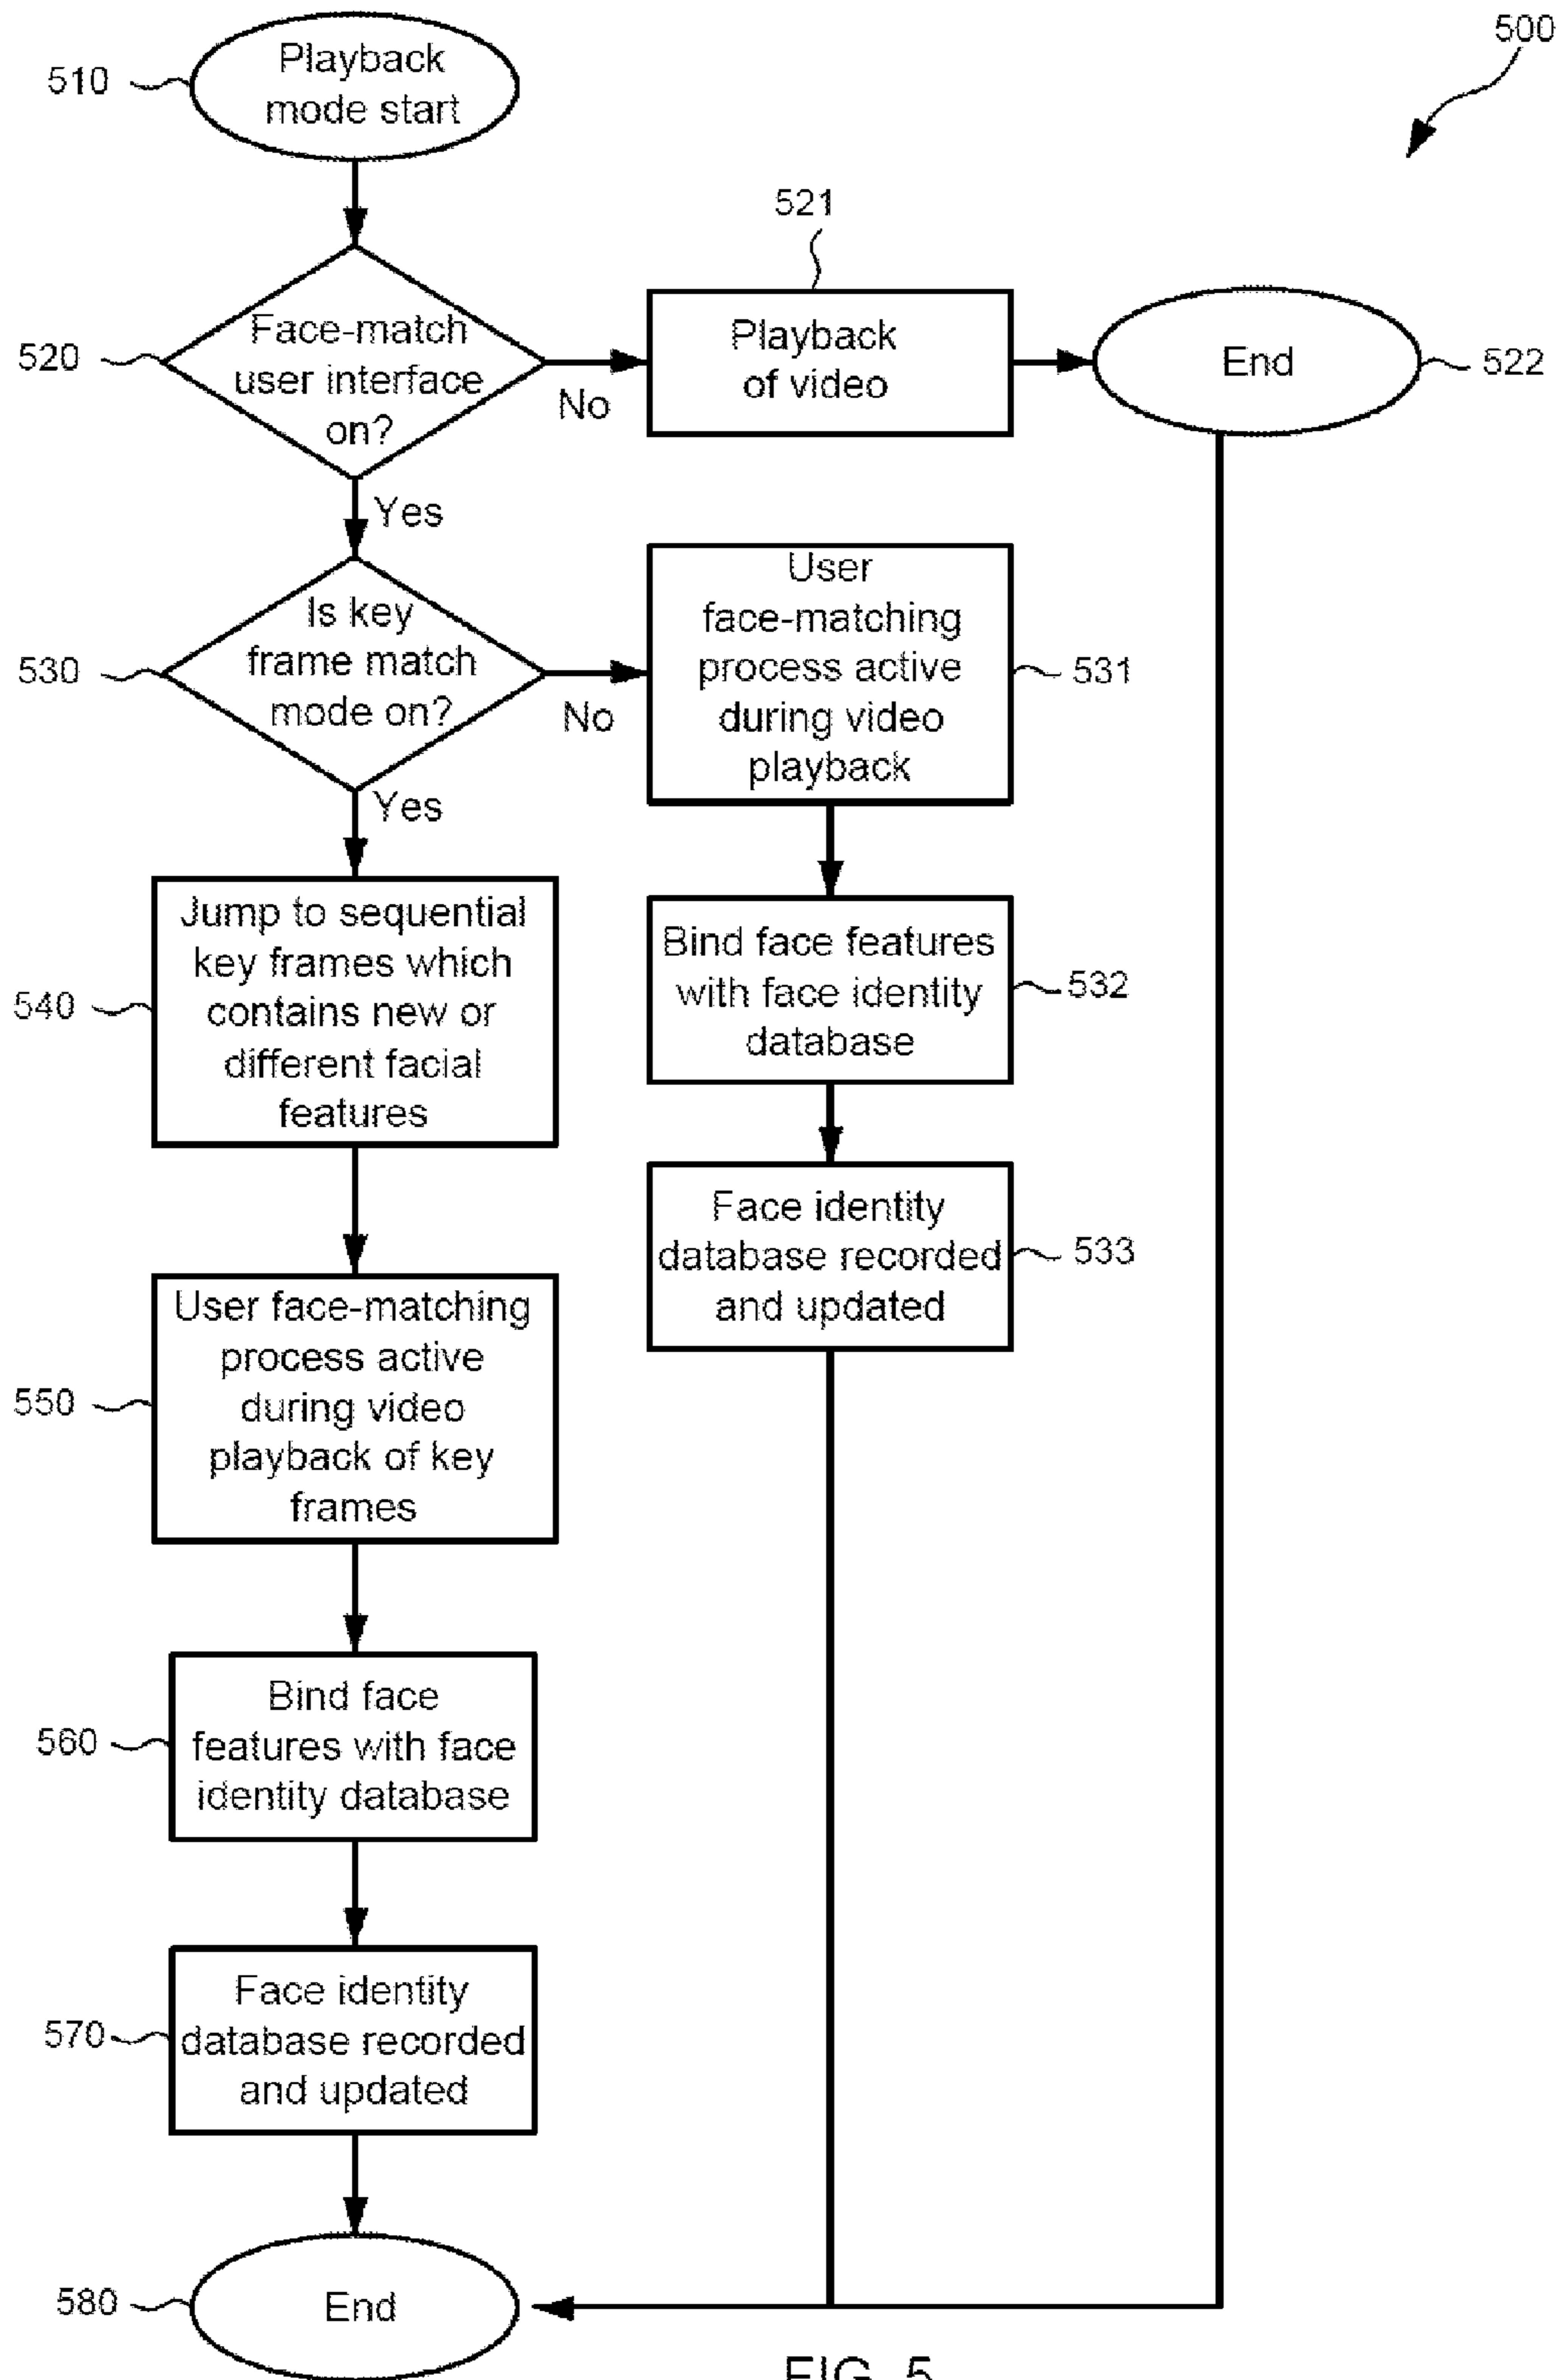 500
510
Playback
mode start
521
520
Face-match
user interface
on?
No
Playback
of video
End
522
Yes
530
Is key
frame match
mode on?
No
User
face-matching
process active
during video
playback
531
Yes
540
Jump to sequential
key frames which
contains new or
different facial
features
Bind face features
with face identity
database
532
Face identity
database recorded
and updated
533
550
User face-matching
process active
during video
playback of key
frames
560
Bind face
features with face
identity database
570
Face identity
database recorded
and updated
580
End
FIG. 5